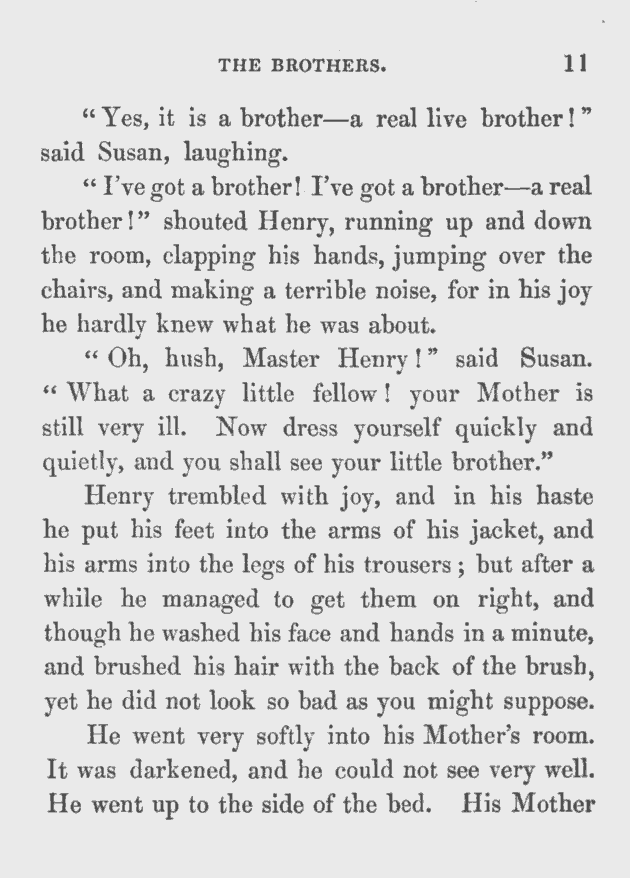 THE BROTHERS. 11
“ Yes, it is a brother—a real live brother ! ”
said Susan, laughing.
“ I've got a brother! I've got a brother—a real
brother ! ” shouted Henry, running up and down
the room, clapping his hands, jumping over the
chairs, and making a terrible noise, for in his joy
he hardly knew what he was about.
“ Oh, hush, Master Henry ! ” said Susan.
“ What a crazy little fellow ! your Mother is
still very ill. Now dress yourself quickly and
quietly, and you shall see your little brother.”
Henry trembled with joy, and in his haste
he put his feet into the arms of his jacket, and
his arms into the legs of his trousers ; but after a
while he managed to get them on right, and
though he washed his face and hands in a minute,
and brushed his hair with the back of the brush,
yet he did not look so bad as you might suppose.
He went very softly into his Mother's room.
It was darkened, and he could not see very well.
He went up to the side of the bed. His Mother